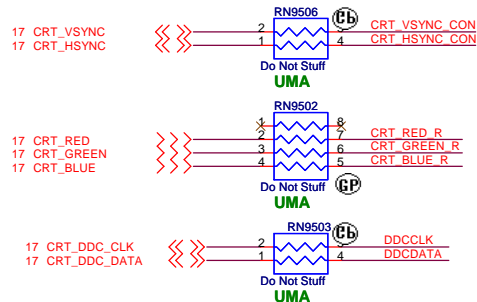 RN9506
17 CRT_VSYNC 2 3 CRT_VSYNC_CON
17 CRT_HSYNC 1 4 CRT_HSYNC_CON
Do Not Stuff
UMA
RN9502
1 8
17 CRT_RED 2 7 CRT_RED_R
17 CRT_GREEN 3 6 CRT_GREEN_R
17 CRT_BLUE 4 5 CRT_BLUE_R
Do Not Stuff GP
UMA
RN9503
17 CRT_DDC_CLK 2 3 DDCCLK
17 CRT_DDC_DATA 1 4 DDCDATA
Do Not Stuff
UMA